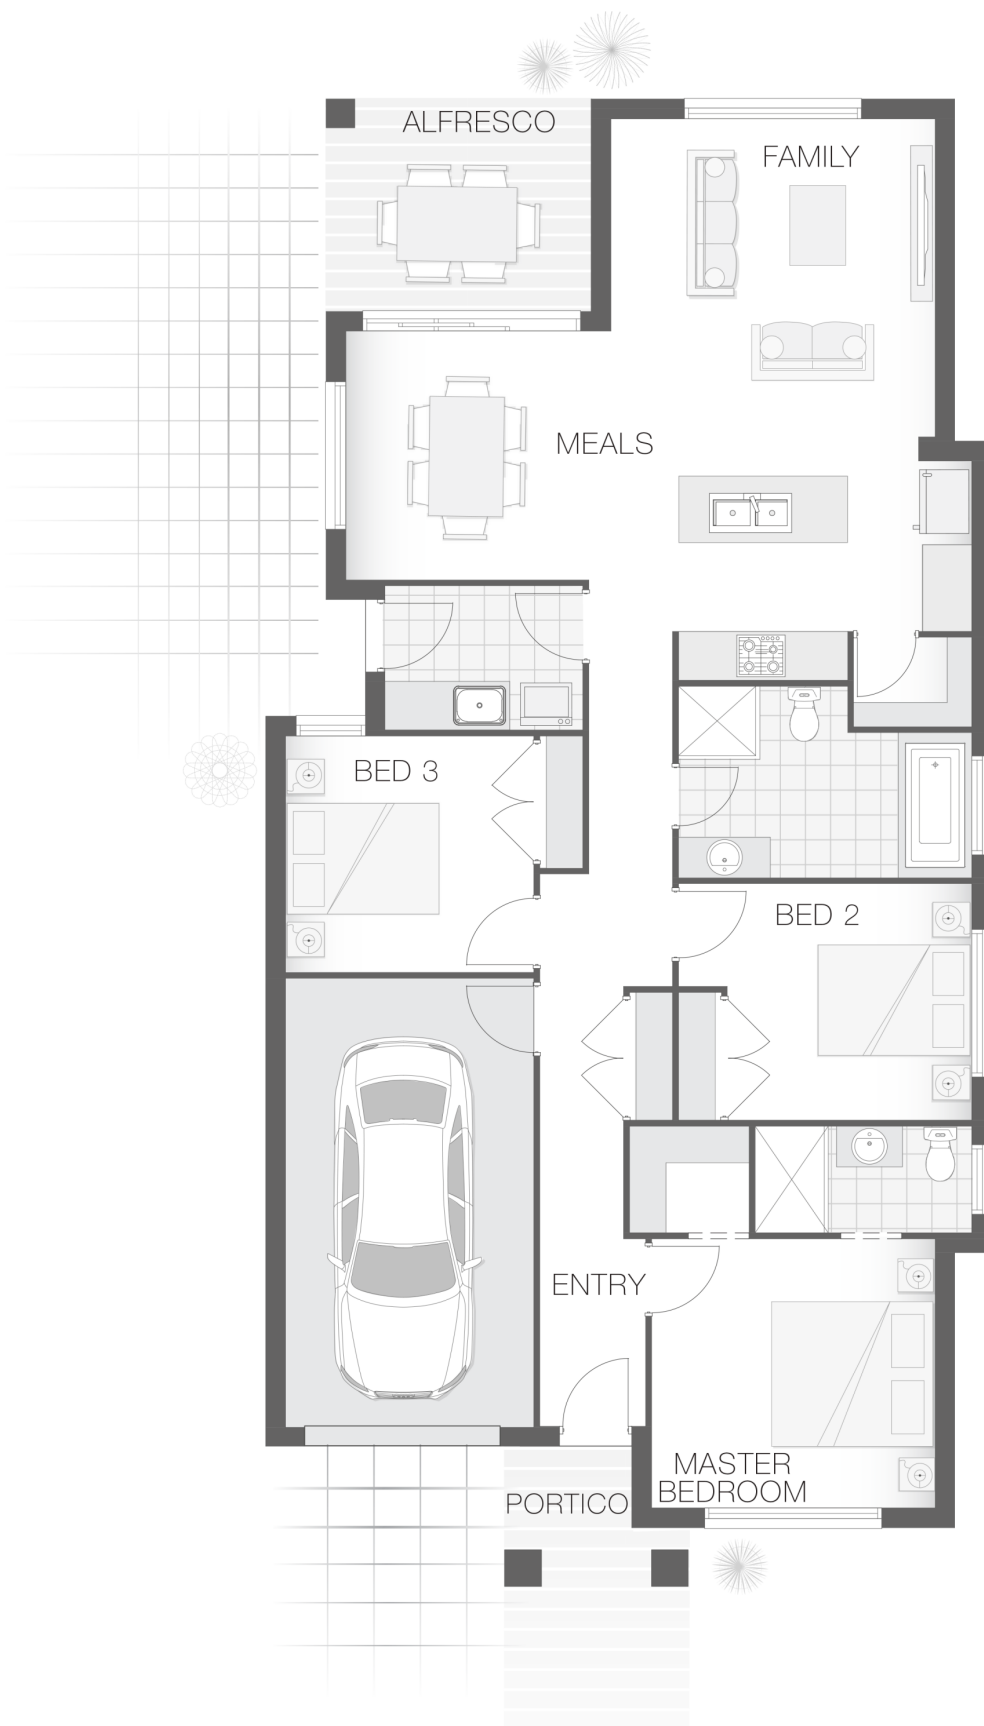 ALFRESCO
FAMILY
MEALS
BED 3
BED 2
ENTRY
MASTER
BEDROOM
PORTICO